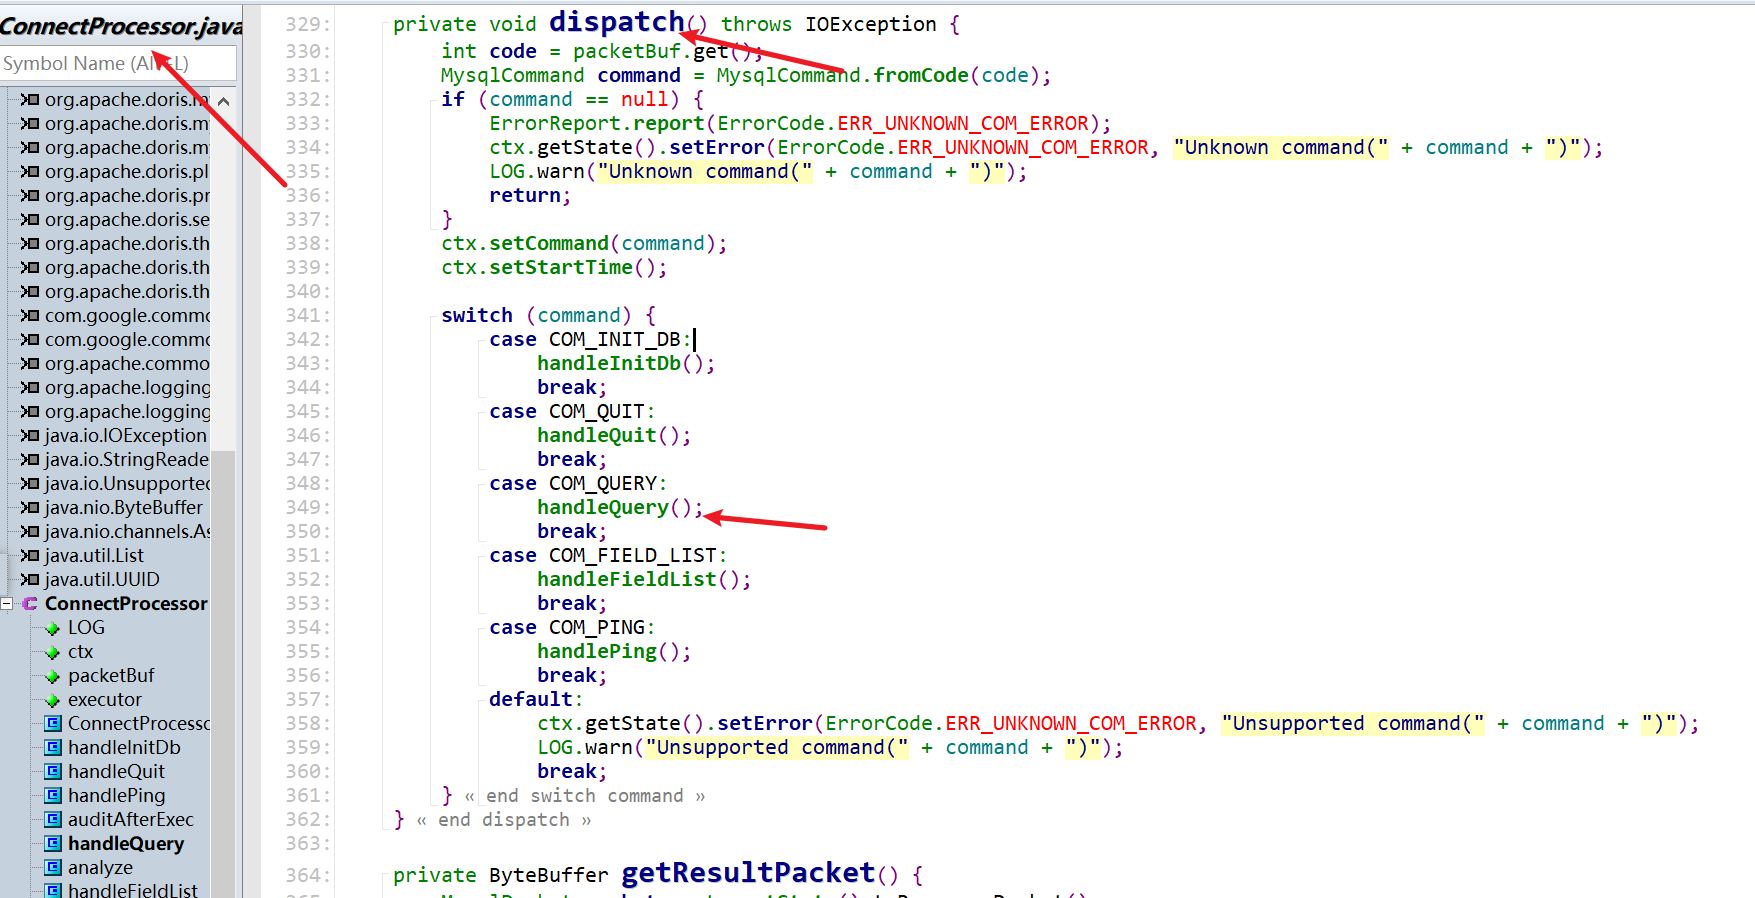 ConnectProcessor.java
Symbol Name (Alt+L)
org.apache.doris.m
org.apache.doris.m
org.apache.doris.my
org.apache.doris.pl
org.apache.doris.pr
org.apache.doris.se
org.apache.doris.th
org.apache.doris.th
org.apache.doris.th
com.google.commo
com.google.commo
org.apache.commo
org.apache.logging
org.apache.logging
java.io.IOException
java.io.StringReade
java.io.Unsupported
java.nio.ByteBuffer
java.nio.channels.As
java.util.List
java.util.UUID
ConnectProcessor
LOG
ctx
packetBuf
executor
ConnectProcesso
handleInitDb
handleQuit
handlePing
auditAfterExec
handleQuery
analyze
handleFieldList
329: private void dispatch() throws IOException {
330: int code = packetBuf.get();
331: MysqlCommand command = MysqlCommand.fromCode(code);
332: if (command == null) {
333: ErrorReport.report(ErrorCode.ERR_UNKNOWN_COM_ERROR);
334: ctx.getState().setError(ErrorCode.ERR_UNKNOWN_COM_ERROR, "Unknown command(" + command + ")");
335: LOG.warn("Unknown command(" + command + ")");
336: return;
337: }
338: ctx.setCommand(command);
339: ctx.setStartTime();
340:
341: switch (command) {
342: case COM_INIT_DB:
343: handleInitDb();
344: break;
345: case COM_QUIT:
346: handleQuit();
347: break;
348: case COM_QUERY:
349: handleQuery();
350: break;
351: case COM_FIELD_LIST:
352: handleFieldList();
353: break;
354: case COM_PING:
355: handlePing();
356: break;
357: default:
358: ctx.getState().setError(ErrorCode.ERR_UNKNOWN_COM_ERROR, "Unsupported command(" + command + ")");
359: LOG.warn("Unsupported command(" + command + ")");
360: break;
361: } « end switch command »
362: } « end dispatch »
363:
364: private ByteBuffer getResultPacket() {